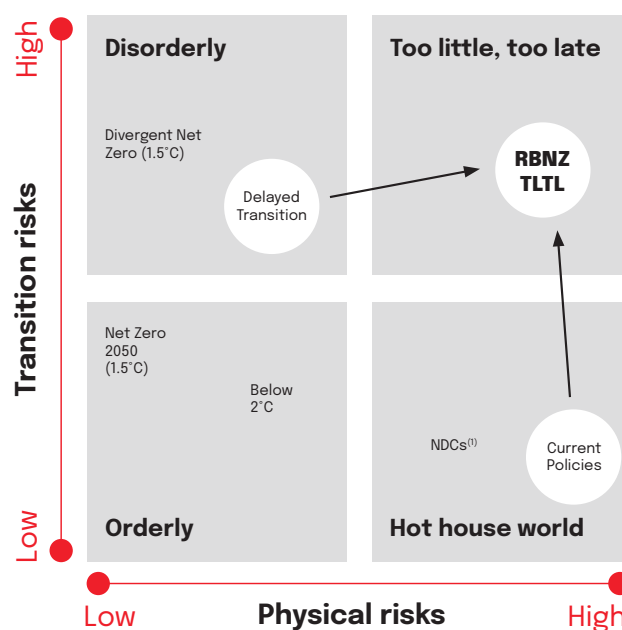 High
Transition risks
Low
Disorderly
Divergent Net
Zero (1.5°C)
Delayed
Transition
Too little, too late
RBNZ
TLTL
Net Zero
2050
(1.5°C)
Below
2°C
Orderly
NDCs⁽¹⁾
Current
Policies
Hot house world
Low
Physical risks
High